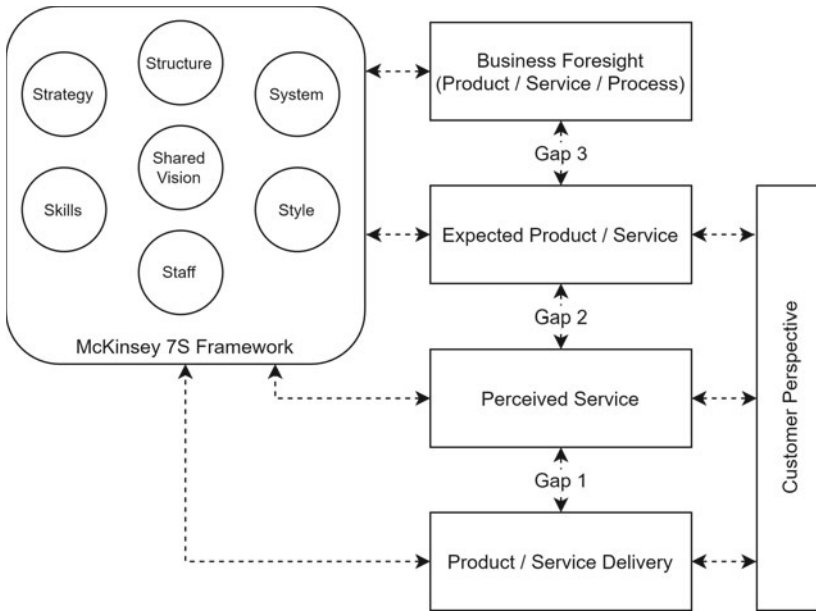 Structure
Strategy
System
Shared
Vision
Skills
Style
Staff
McKinsey 7S Framework
Business Foresight
(Product / Service / Process)
Gap 3
Expected Product / Service
Gap 2
Perceived Service
Gap 1
Product / Service Delivery
Customer Perspective